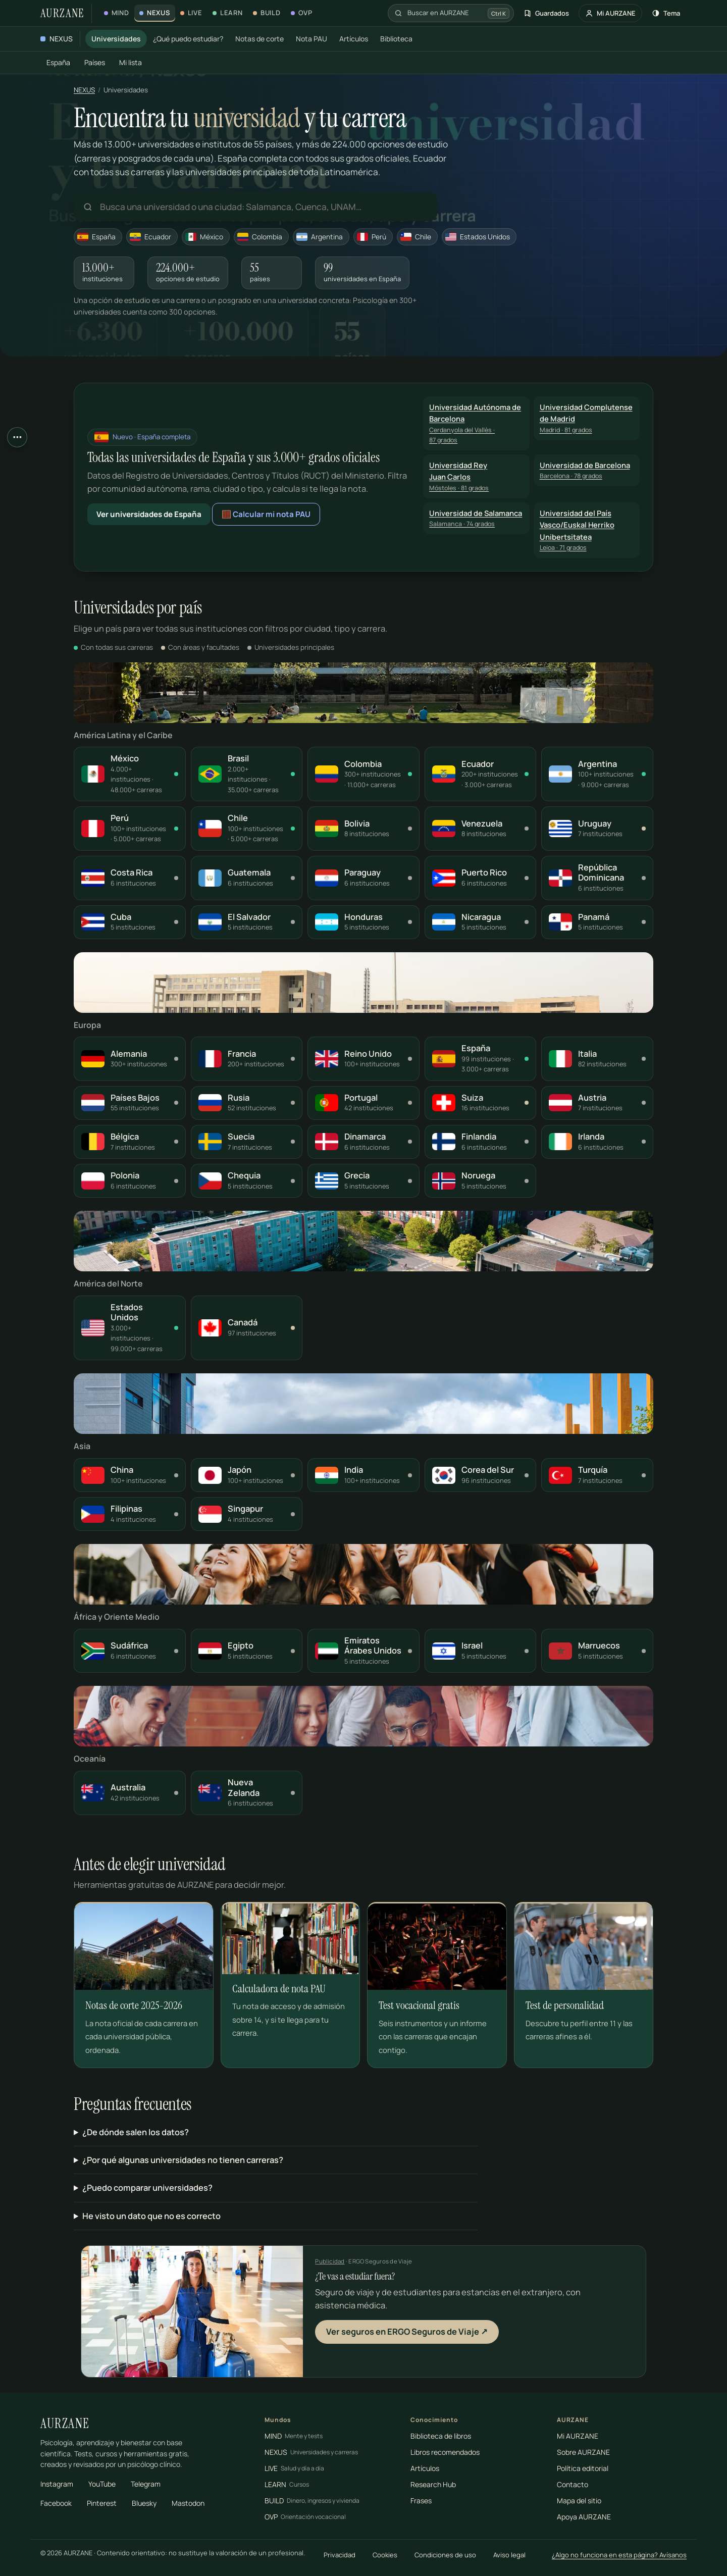 AURZANE
MIND
NEXUS
LIVE
LEARN
BUILD
OVP
Buscar en AURZANE
Ctrl K
Guardados
Mi AURZANE
Tema
NEXUS
Universidades
¿Qué puedo estudiar?
Notas de corte
Nota PAU
Artículos
Biblioteca
España
Países
Mi lista
NEXUS / Universidades
Encuentra tu universidad y tu carrera
Más de 13.000+ universidades e institutos de 55 países, y más de 224.000 opciones de estudio
(carreras y posgrados de cada una). España completa con todos sus grados oficiales, Ecuador
con todas sus carreras y las universidades principales de toda Latinoamérica.
Busca una universidad o una ciudad: Salamanca, Cuenca, UNAM…
España
Ecuador
México
Colombia
Argentina
Perú
Chile
Estados Unidos
13.000+
instituciones
224.000+
opciones de estudio
55
países
99
universidades en España
Una opción de estudio es una carrera o un posgrado en una universidad concreta: Psicología en 300+
universidades cuenta como 300 opciones.
+6.300
+100.000
55
Nuevo · España completa
Todas las universidades de España y sus 3.000+ grados oficiales
Datos del Registro de Universidades, Centros y Títulos (RUCT) del Ministerio. Filtra
por comunidad autónoma, rama, ciudad o tipo, y calcula si te llega la nota.
Ver universidades de España
Calcular mi nota PAU
Universidad Autónoma de
Barcelona
Cerdanyola del Vallès ·
87 grados
Universidad Complutense
de Madrid
Madrid · 81 grados
Universidad Rey
Juan Carlos
Móstoles · 81 grados
Universidad de Barcelona
Barcelona · 78 grados
Universidad de Salamanca
Salamanca · 74 grados
Universidad del País
Vasco/Euskal Herriko
Unibertsitatea
Leioa · 71 grados
Universidades por país
Elige un país para ver todas sus instituciones con filtros por ciudad, tipo y carrera.
Con todas sus carreras
Con áreas y facultades
Universidades principales
América Latina y el Caribe
México
4.000+
instituciones ·
48.000+ carreras
Brasil
2.000+
instituciones ·
35.000+ carreras
Colombia
300+ instituciones
· 11.000+ carreras
Ecuador
200+ instituciones
· 3.000+ carreras
Argentina
100+ instituciones
· 9.000+ carreras
Perú
100+ instituciones
· 5.000+ carreras
Chile
100+ instituciones
· 5.000+ carreras
Bolivia
8 instituciones
Venezuela
8 instituciones
Uruguay
7 instituciones
Costa Rica
6 instituciones
Guatemala
6 instituciones
Paraguay
6 instituciones
Puerto Rico
6 instituciones
República
Dominicana
6 instituciones
Cuba
5 instituciones
El Salvador
5 instituciones
Honduras
5 instituciones
Nicaragua
5 instituciones
Panamá
5 instituciones
Europa
Alemania
300+ instituciones
Francia
200+ instituciones
Reino Unido
100+ instituciones
España
99 instituciones ·
3.000+ carreras
Italia
82 instituciones
Países Bajos
55 instituciones
Rusia
52 instituciones
Portugal
42 instituciones
Suiza
16 instituciones
Austria
7 instituciones
Bélgica
7 instituciones
Suecia
7 instituciones
Dinamarca
6 instituciones
Finlandia
6 instituciones
Irlanda
6 instituciones
Polonia
6 instituciones
Chequia
5 instituciones
Grecia
5 instituciones
Noruega
5 instituciones
América del Norte
Estados
Unidos
3.000+
instituciones ·
99.000+ carreras
Canadá
97 instituciones
Asia
China
100+ instituciones
Japón
100+ instituciones
India
100+ instituciones
Corea del Sur
96 instituciones
Turquía
7 instituciones
Filipinas
4 instituciones
Singapur
4 instituciones
África y Oriente Medio
Sudáfrica
6 instituciones
Egipto
5 instituciones
Emiratos
Árabes Unidos
5 instituciones
Israel
5 instituciones
Marruecos
5 instituciones
Oceanía
Australia
42 instituciones
Nueva
Zelanda
6 instituciones
Antes de elegir universidad
Herramientas gratuitas de AURZANE para decidir mejor.
Notas de corte 2025-2026
La nota oficial de cada carrera en
cada universidad pública,
ordenada.
Calculadora de nota PAU
Tu nota de acceso y de admisión
sobre 14, y si te llega para tu
carrera.
Test vocacional gratis
Seis instrumentos y un informe
con las carreras que encajan
contigo.
Test de personalidad
Descubre tu perfil entre 11 y las
carreras afines a él.
Preguntas frecuentes
¿De dónde salen los datos?
¿Por qué algunas universidades no tienen carreras?
¿Puedo comparar universidades?
He visto un dato que no es correcto
Publicidad · ERGO Seguros de Viaje
¿Te vas a estudiar fuera?
Seguro de viaje y de estudiantes para estancias en el extranjero, con
asistencia médica.
Ver seguros en ERGO Seguros de Viaje ↗
AURZANE
Psicología, aprendizaje y bienestar con base
científica. Tests, cursos y herramientas gratis,
creados y revisados por un psicólogo clínico.
Instagram
YouTube
Telegram
Facebook
Pinterest
Bluesky
Mastodon
Mundos
MIND Mente y tests
NEXUS Universidades y carreras
LIVE Salud y día a día
LEARN Cursos
BUILD Dinero, ingresos y vivienda
OVP Orientación vocacional
Conocimiento
Biblioteca de libros
Libros recomendados
Artículos
Research Hub
Frases
AURZANE
Mi AURZANE
Sobre AURZANE
Política editorial
Contacto
Mapa del sitio
Apoya AURZANE
© 2026 AURZANE · Contenido orientativo: no sustituye la valoración de un profesional.
Privacidad
Cookies
Condiciones de uso
Aviso legal
¿Algo no funciona en esta página? Avísanos